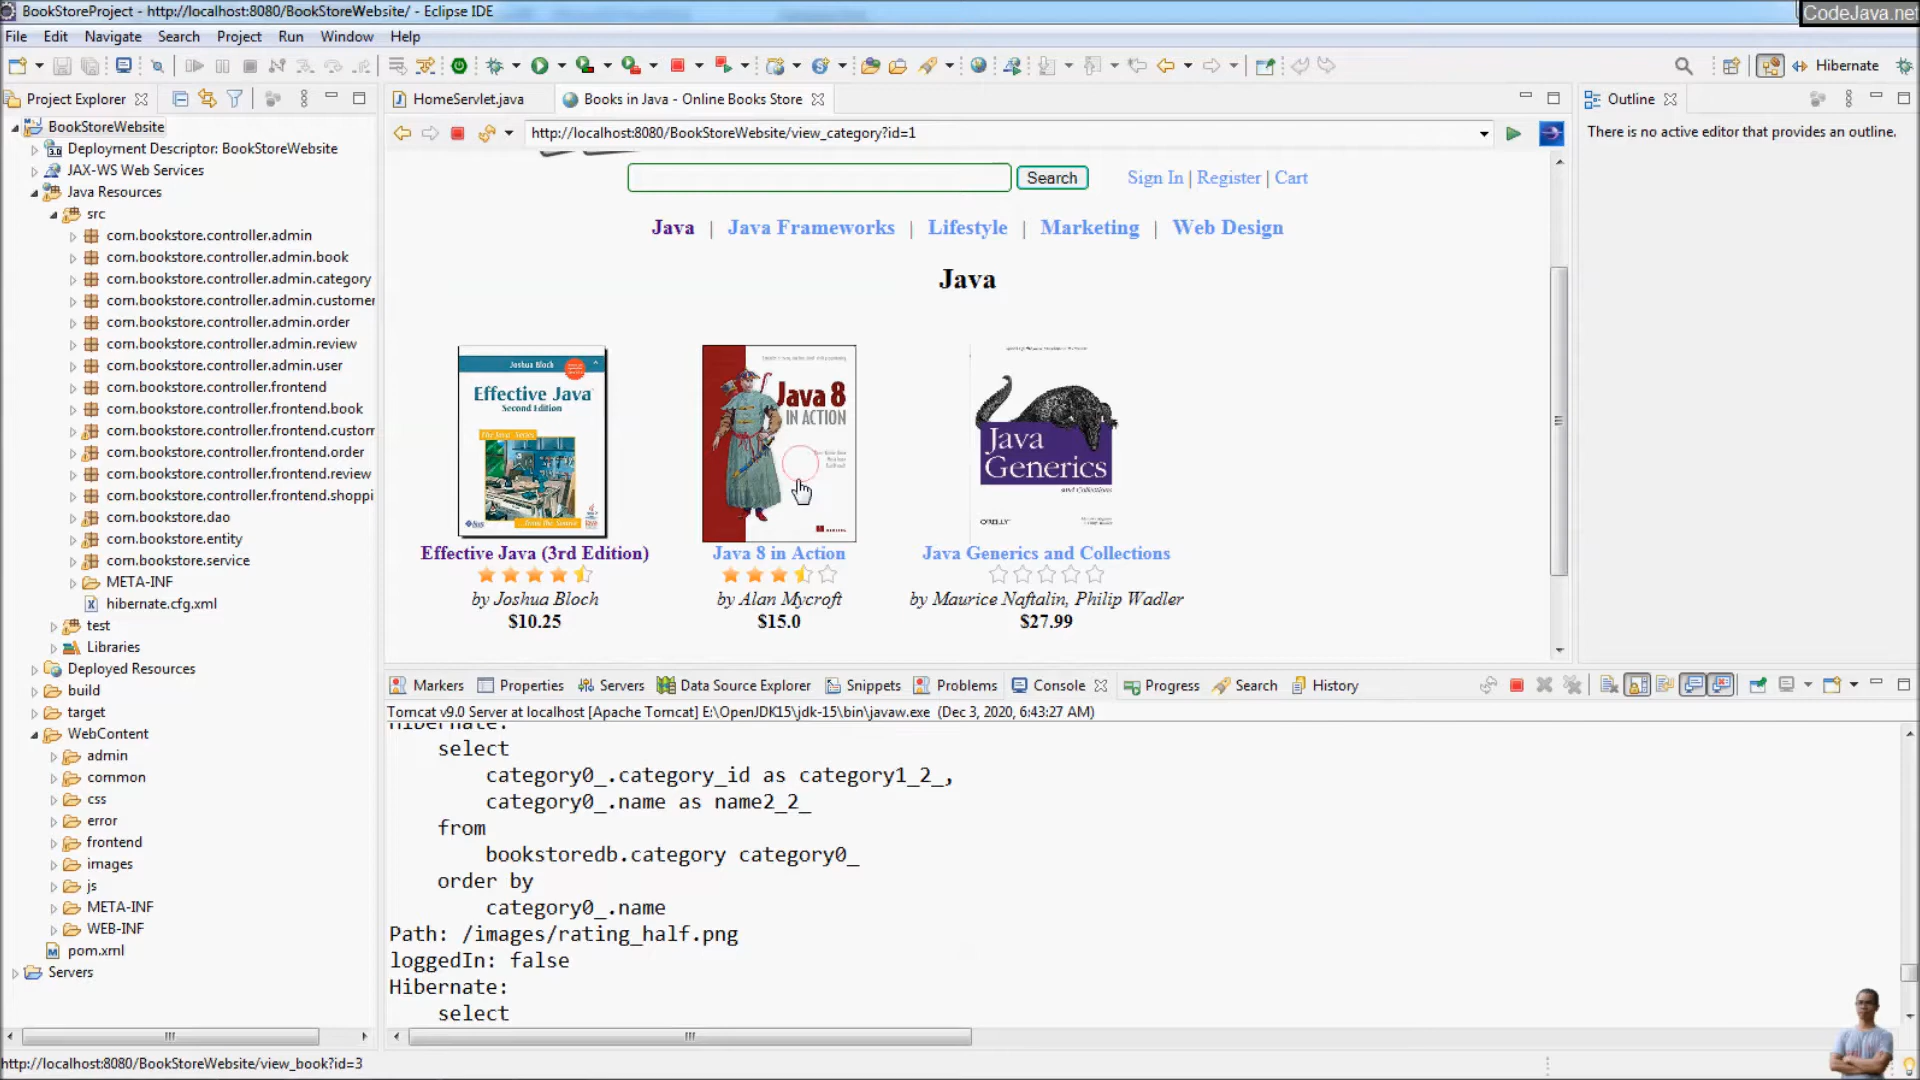 BookStoreProject - http://localhost:8080/BookStoreWebsite/ - Eclipse IDE
CodeJava.net
File Edit Navigate Search Project Run Window Help
Hibernate
Project Explorer
HomeServlet.java
Books in Java - Online Books Store
Outline
BookStoreWebsite
http://localhost:8080/BookStoreWebsite/view_category?id=1
There is no active editor that provides an outline.
Deployment Descriptor: BookStoreWebsite
JAX-WS Web Services
Java Resources
src
com.bookstore.controller.admin
com.bookstore.controller.admin.book
com.bookstore.controller.admin.category
com.bookstore.controller.admin.customer
com.bookstore.controller.admin.order
com.bookstore.controller.admin.review
com.bookstore.controller.admin.user
com.bookstore.controller.frontend
com.bookstore.controller.frontend.book
com.bookstore.controller.frontend.custom
com.bookstore.controller.frontend.order
com.bookstore.controller.frontend.review
com.bookstore.controller.frontend.shoppi
com.bookstore.dao
com.bookstore.entity
com.bookstore.service
META-INF
hibernate.cfg.xml
test
Libraries
Deployed Resources
build
target
WebContent
admin
common
css
error
frontend
images
js
META-INF
WEB-INF
pom.xml
Servers
Search
Sign In | Register | Cart
Java | Java Frameworks | Lifestyle | Marketing | Web Design
Java
Joshua Bloch
Effective Java
Second Edition
Java 8
IN ACTION
Java
Generics
and Collections
O'REILLY
Effective Java (3rd Edition)
by Joshua Bloch
$10.25
Java 8 in Action
by Alan Mycroft
$15.0
Java Generics and Collections
by Maurice Naftalin, Philip Wadler
$27.99
Markers Properties Servers Data Source Explorer Snippets Problems Console Progress Search History
Tomcat v9.0 Server at localhost [Apache Tomcat] E:\OpenJDK15\jdk-15\bin\javaw.exe (Dec 3, 2020, 6:43:27 AM)
Hibernate:
select
category0_.category_id as category1_2_,
category0_.name as name2_2_
from
bookstoredb.category category0_
order by
category0_.name
Path: /images/rating_half.png
loggedIn: false
Hibernate:
select
http://localhost:8080/BookStoreWebsite/view_book?id=3